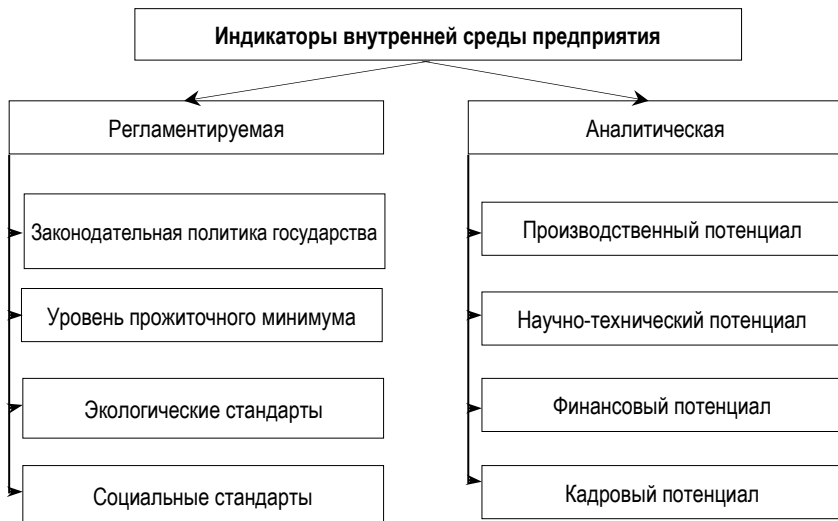 Индикаторы внутренней среды предприятия
Регламентируемая
Аналитическая
Законодательная политика государства
Производственный потенциал
Уровень прожиточного минимума
Научно-технический потенциал
Экологические стандарты
Финансовый потенциал
Социальные стандарты
Кадровый потенциал